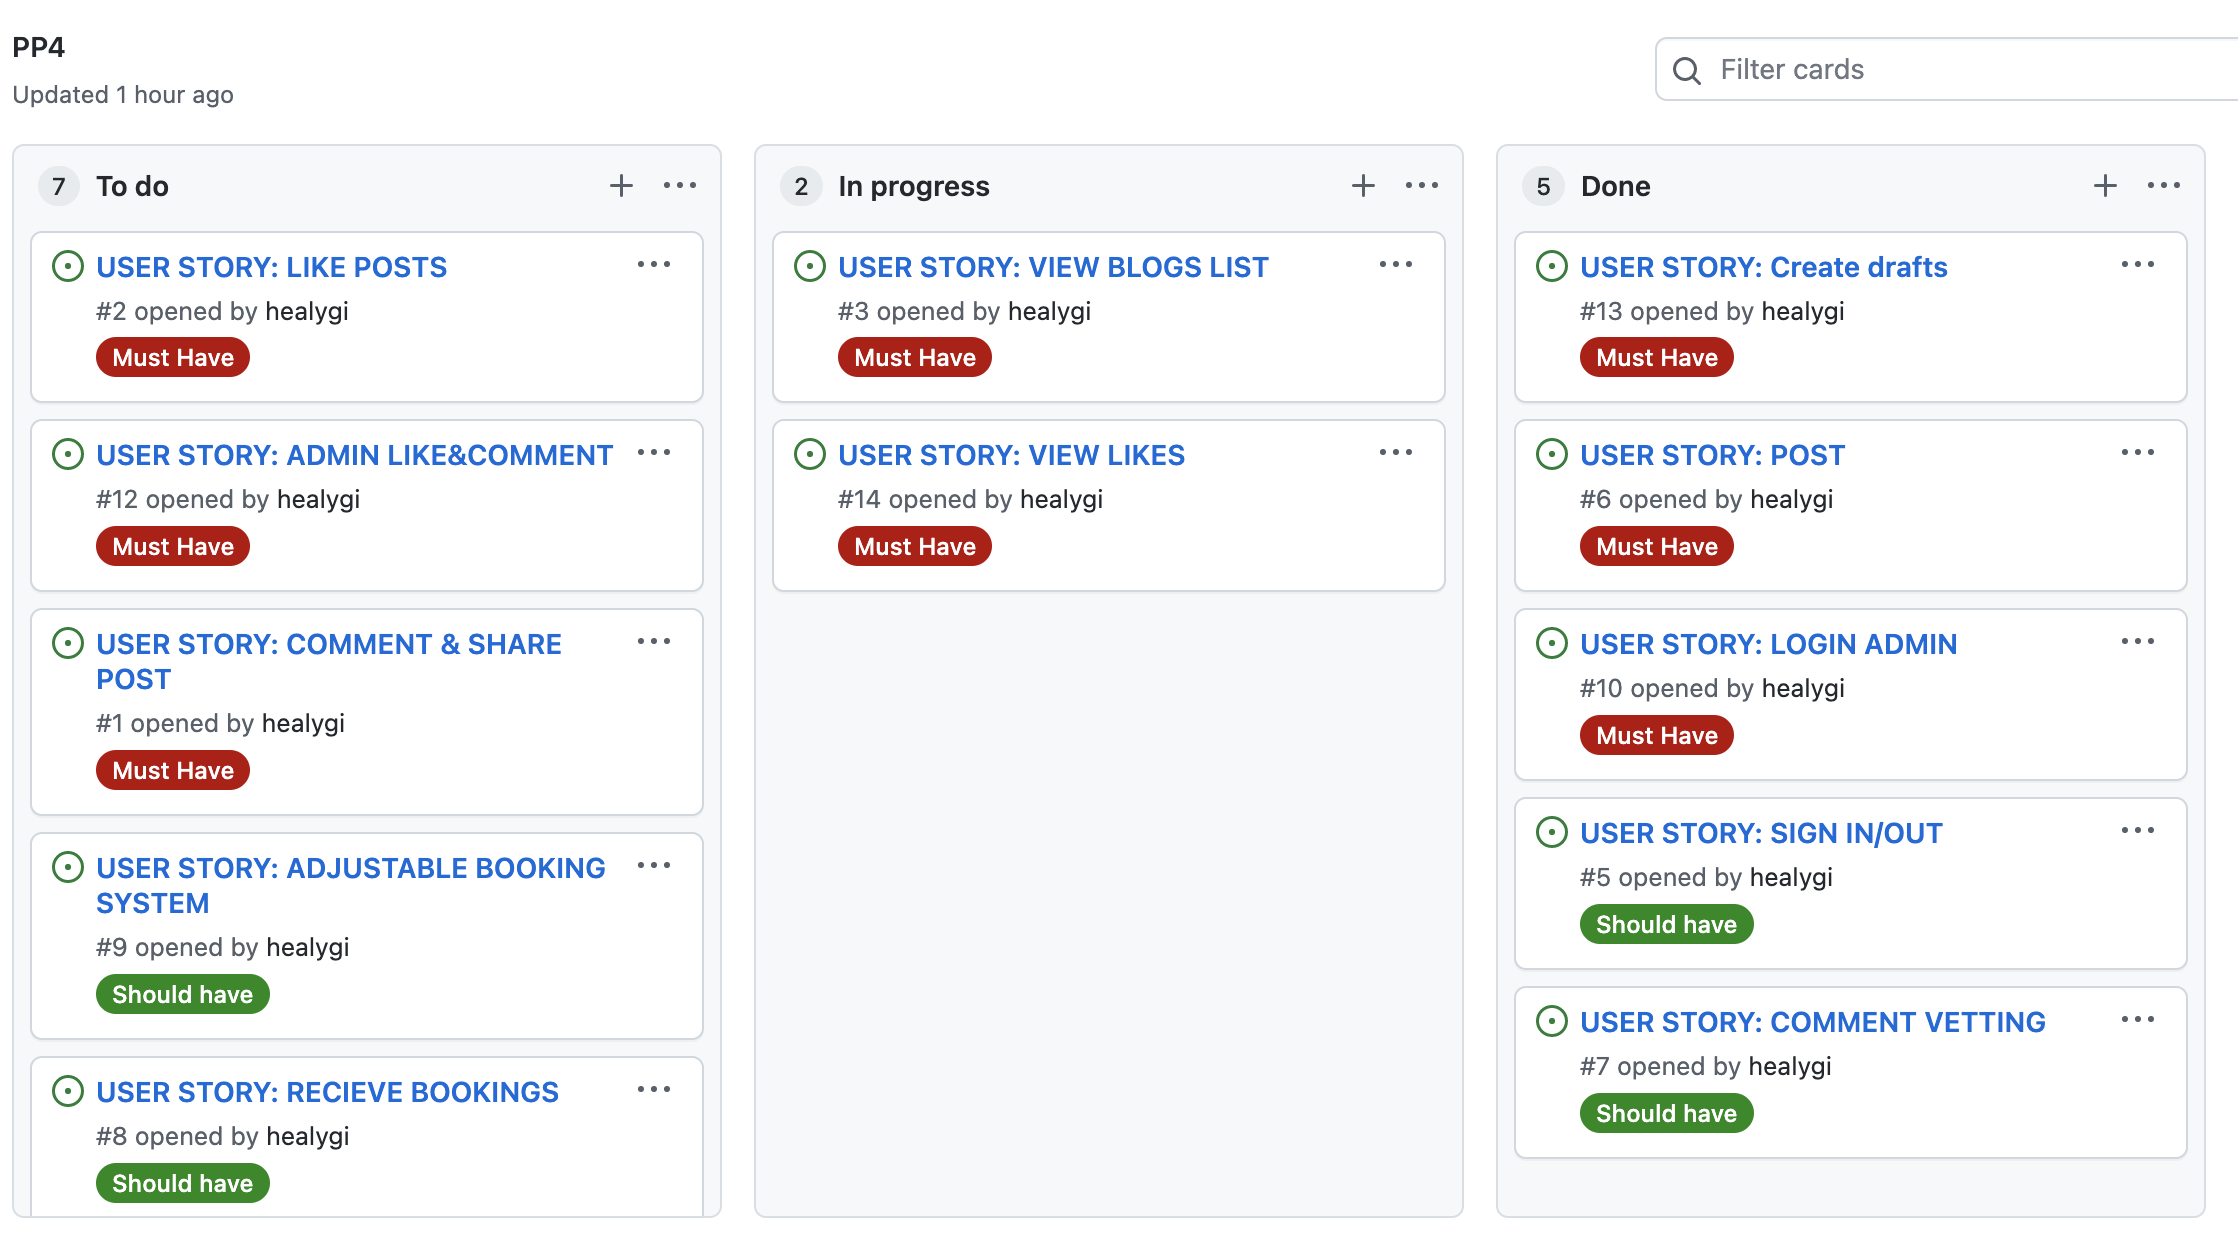 PP4
Updated 1 hour ago
Filter cards
7 To do
USER STORY: LIKE POSTS
#2 opened by healygi
Must Have
USER STORY: ADMIN LIKE&COMMENT
#12 opened by healygi
Must Have
USER STORY: COMMENT & SHARE
POST
#1 opened by healygi
Must Have
USER STORY: ADJUSTABLE BOOKING
SYSTEM
#9 opened by healygi
Should have
USER STORY: RECIEVE BOOKINGS
#8 opened by healygi
Should have
2 In progress
USER STORY: VIEW BLOGS LIST
#3 opened by healygi
Must Have
USER STORY: VIEW LIKES
#14 opened by healygi
Must Have
5 Done
USER STORY: Create drafts
#13 opened by healygi
Must Have
USER STORY: POST
#6 opened by healygi
Must Have
USER STORY: LOGIN ADMIN
#10 opened by healygi
Must Have
USER STORY: SIGN IN/OUT
#5 opened by healygi
Should have
USER STORY: COMMENT VETTING
#7 opened by healygi
Should have